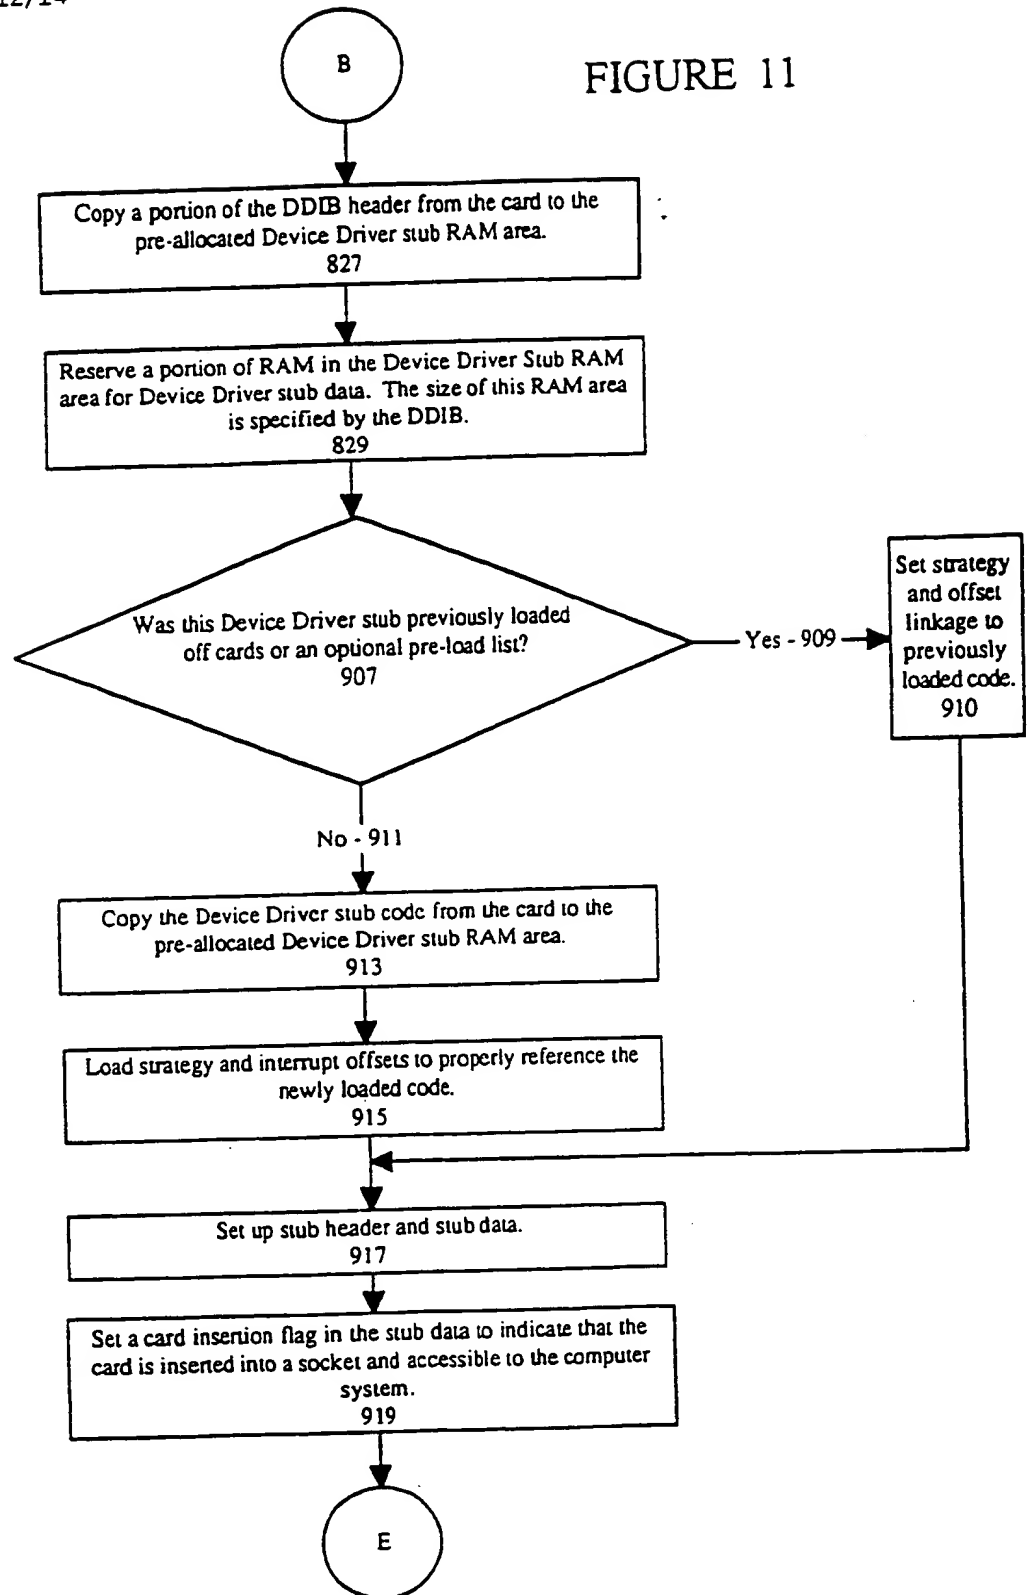 B
FIGURE 11
Copy a portion of the DDIB header from the card to the
pre-allocated Device Driver stub RAM area.
827
Reserve a portion of RAM in the Device Driver Stub RAM
area for Device Driver stub data. The size of this RAM area
is specified by the DDIB.
829
Was this Device Driver stub previously loaded
off cards or an optional pre-load list?
907
Yes - 909
Set strategy
and offset
linkage to
previously
loaded code.
910
No - 911
Copy the Device Driver stub code from the card to the
pre-allocated Device Driver stub RAM area.
913
Load strategy and interrupt offsets to properly reference the
newly loaded code.
915
Set up stub header and stub data.
917
Set a card insertion flag in the stub data to indicate that the
card is inserted into a socket and accessible to the computer
system.
919
E